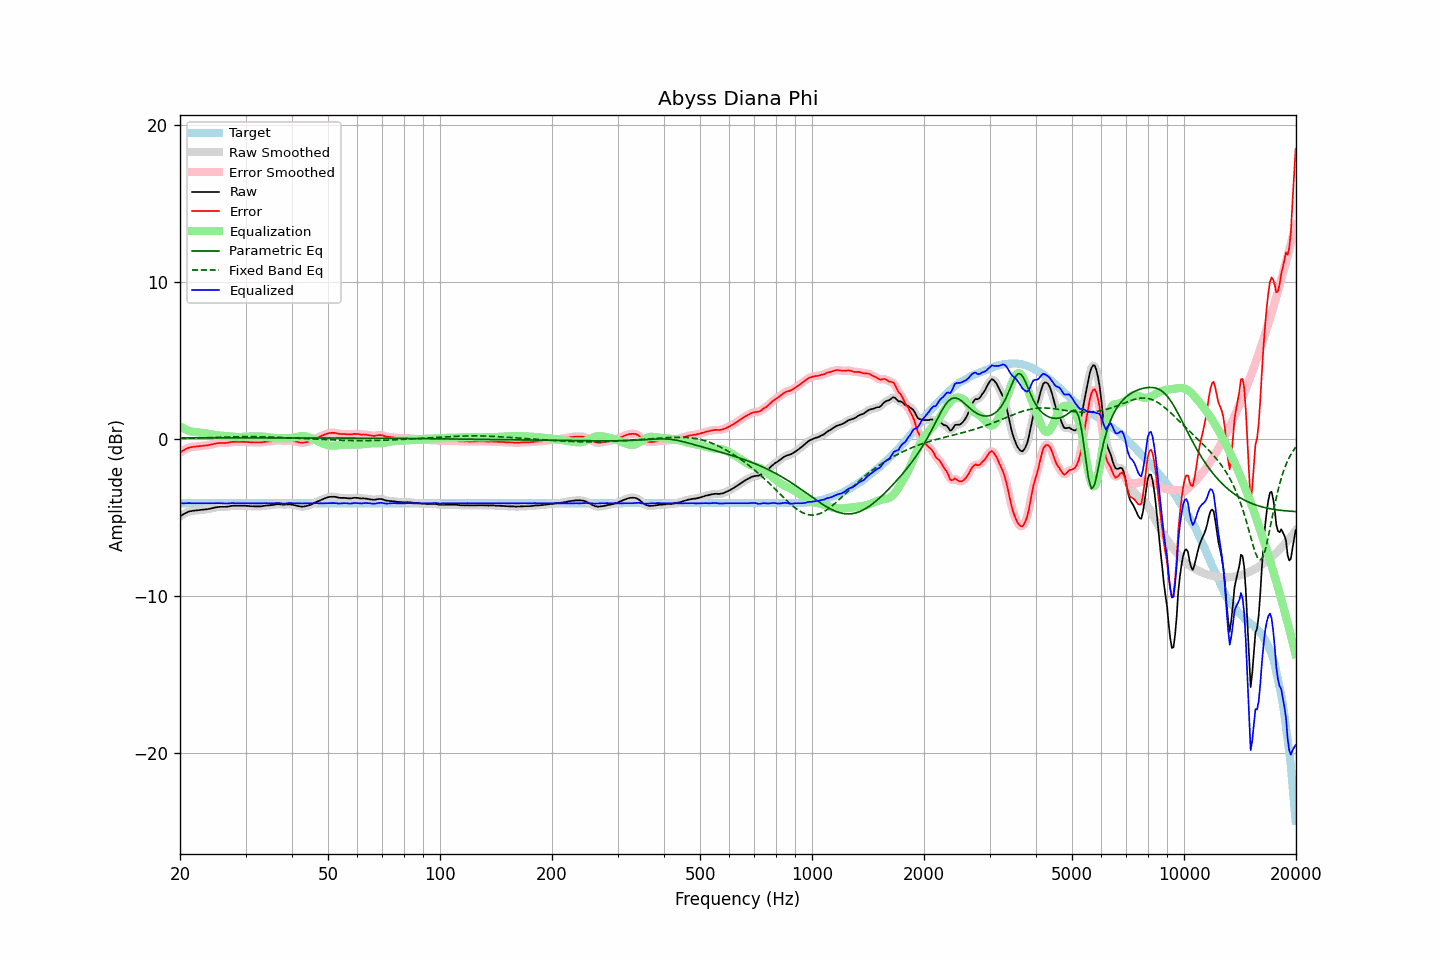 Abyss Diana Phi
Target
Raw Smoothed
Error Smoothed
Raw
Error
Equalization
Parametric Eq
Fixed Band Eq
Equalized
20
10
0
−10
−20
Amplitude (dBr)
20 50 100 200 500 1000 2000 5000 10000 20000
Frequency (Hz)